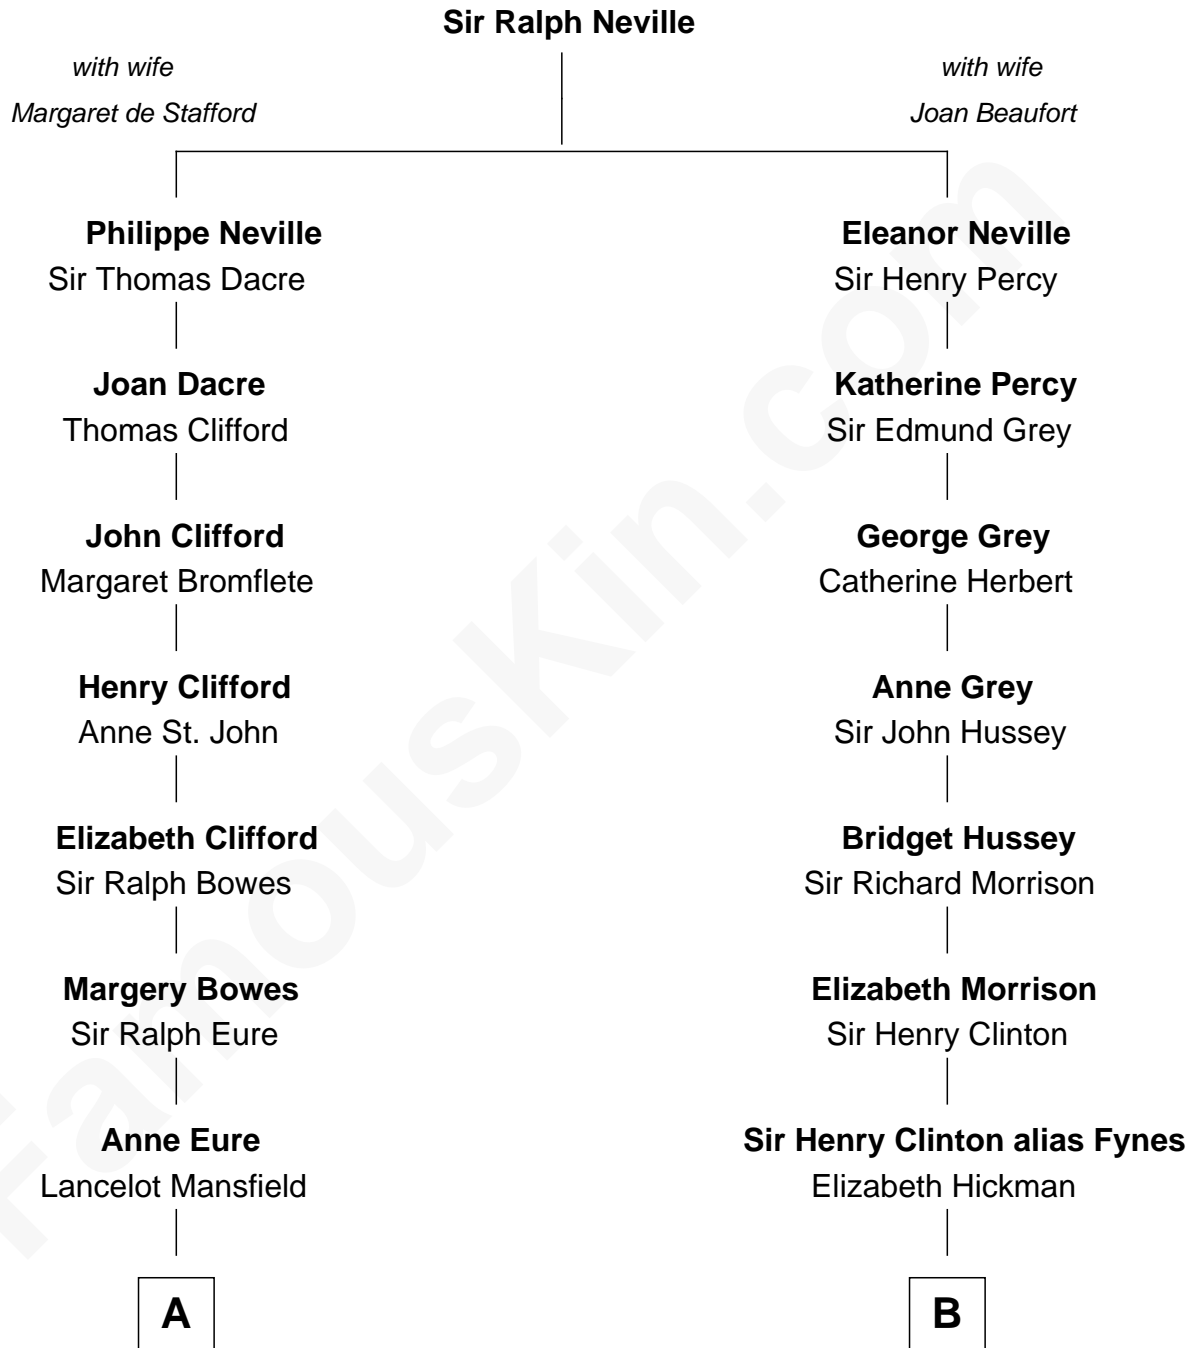 Sir Ralph Neville
with wife
Margaret de Stafford
with wife
Joan Beaufort
Philippe Neville
Sir Thomas Dacre
Eleanor Neville
Sir Henry Percy
Joan Dacre
Thomas Clifford
Katherine Percy
Sir Edmund Grey
John Clifford
Margaret Bromflete
George Grey
Catherine Herbert
Henry Clifford
Anne St. John
Anne Grey
Sir John Hussey
Elizabeth Clifford
Sir Ralph Bowes
Bridget Hussey
Sir Richard Morrison
Margery Bowes
Sir Ralph Eure
Elizabeth Morrison
Sir Henry Clinton
Anne Eure
Lancelot Mansfield
Sir Henry Clinton alias Fynes
Elizabeth Hickman
A
B
FamousKin.com